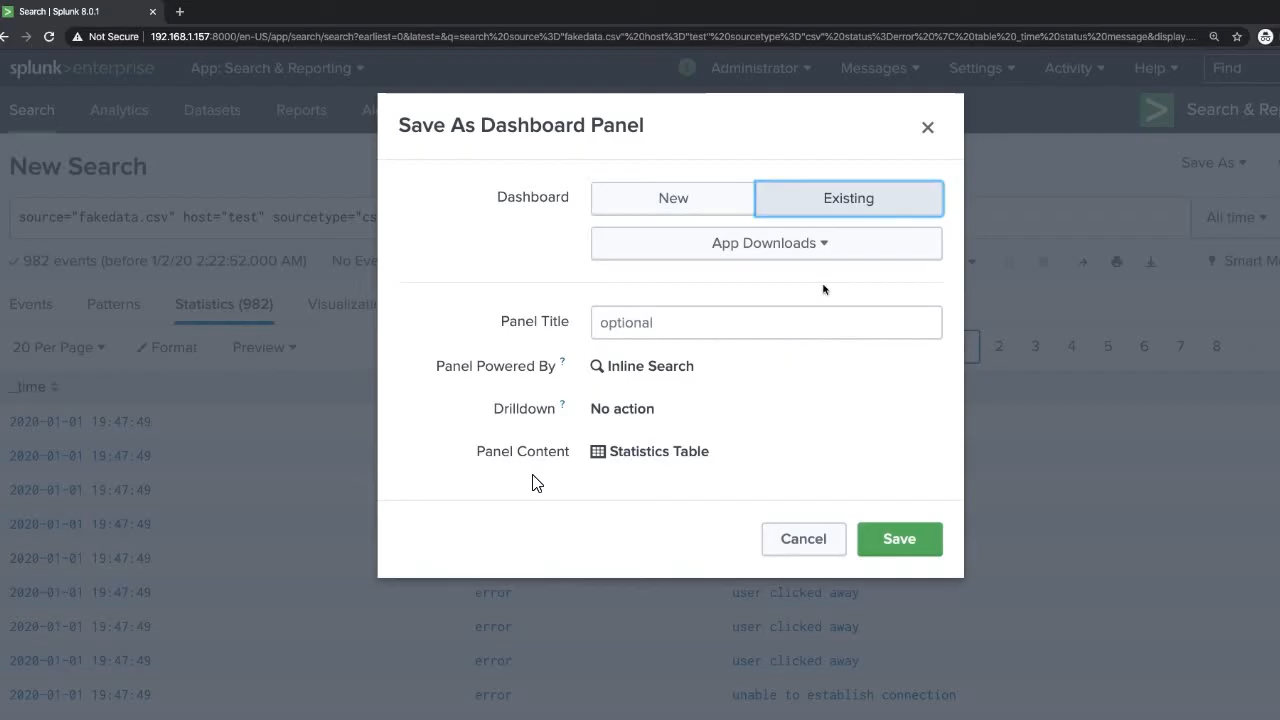 Search | Splunk 8.0.1
Not Secure | 192.168.1.157:8000/en-US/app/search/search?earliest=0&latest=&q=search%20source%3D"fakedata.csv"%20host%3D"test"%20sourcetype%3D"csv"%20status%3Derror%20%7C%20table%20_time%20status%20message&display....
splunk>enterprise App: Search & Reporting Administrator Messages Settings Activity Help Find
Search Analytics Datasets Reports Al Search & Re
Save As Dashboard Panel
New Search
Save As
Dashboard New Existing
source="fakedata.csv" host="test" sourcetype="cs All time
App Downloads
982 events (before 1/2/20 2:22:52.000 AM) No Eve Smart M
Events Patterns Statistics (982) Visualizati
Panel Title optional
20 Per Page Format Preview 2 3 4 5 6 7 8
Panel Powered By ? Inline Search
_time
Drilldown ? No action
2020-01-01 19:47:49
Panel Content Statistics Table
2020-01-01 19:47:49
2020-01-01 19:47:49
2020-01-01 19:47:49
Cancel Save
2020-01-01 19:47:49
2020-01-01 19:47:49 error user clicked away
2020-01-01 19:47:49 error user clicked away
2020-01-01 19:47:49 error user clicked away
2020-01-01 19:47:49 error unable to establish connection